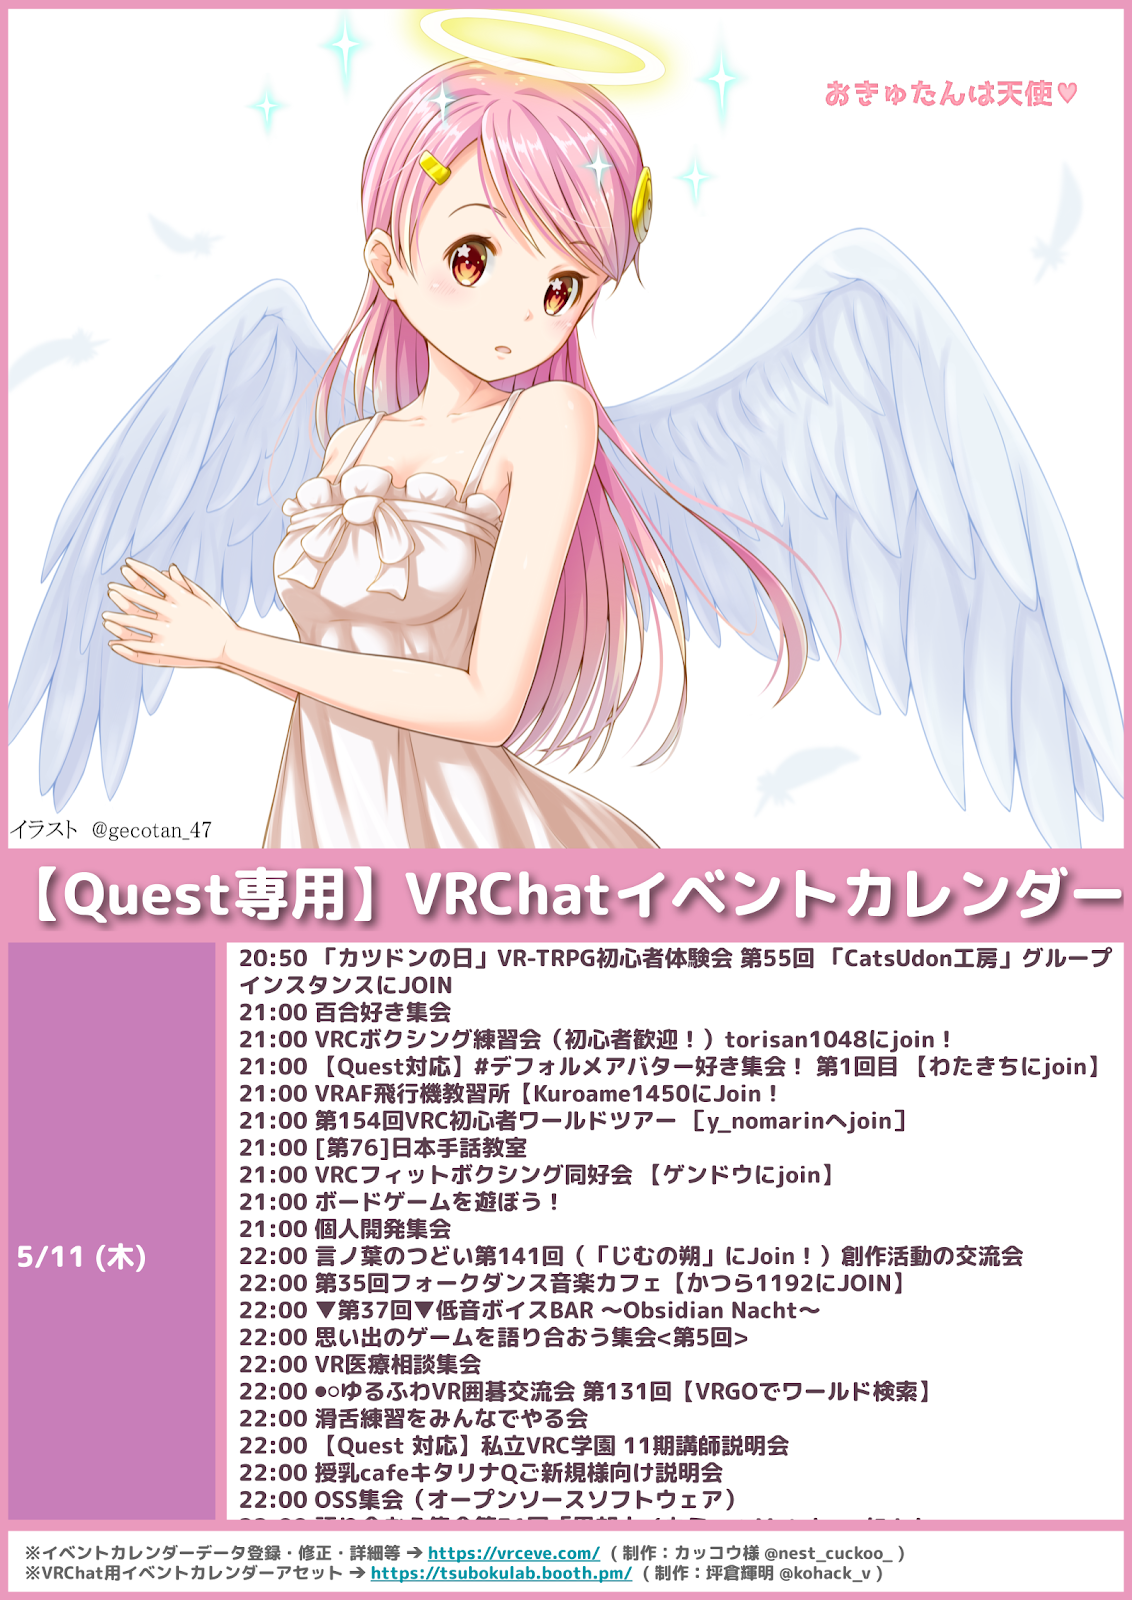 おきゅたんは天使♥
イラスト @gecotan_47
【Quest専用】VRChatイベントカレンダー
5/11 (木)
20:50 「カツドンの日」VR-TRPG初心者体験会 第55回 「CatsUdon工房」グループ
インスタンスにJOIN
21:00 百合好き集会
21:00 VRCボクシング練習会（初心者歓迎！）torisan1048にjoin！
21:00 【Quest対応】#デフォルメアバター好き集会！ 第1回目 【わたきちにjoin】
21:00 VRAF飛行機教習所【Kuroame1450にJoin！
21:00 第154回VRC初心者ワールドツアー ［y_nomarinへjoin］
21:00 [第76]日本手話教室
21:00 VRCフィットボクシング同好会 【ゲンドウにjoin】
21:00 ボードゲームを遊ぼう！
21:00 個人開発集会
22:00 言ノ葉のつどい第141回（「じむの朔」にJoin！）創作活動の交流会
22:00 第35回フォークダンス音楽カフェ【かつら1192にJOIN】
22:00 ▼第37回▼低音ボイスBAR ～Obsidian Nacht～
22:00 思い出のゲームを語り合おう集会<第5回>
22:00 VR医療相談集会
22:00 ●○ゆるふわVR囲碁交流会 第131回【VRGOでワールド検索】
22:00 滑舌練習をみんなでやる会
22:00 【Quest 対応】私立VRC学園 11期講師説明会
22:00 授乳cafeキタリナQご新規様向け説明会
22:00 OSS集会（オープンソースソフトウェア）
※イベントカレンダーデータ登録・修正・詳細等 ➔ https://vrceve.com/ （ 制作：カッコウ様 @nest_cuckoo_ ）
※VRChat用イベントカレンダーアセット ➔ https://tsubokulab.booth.pm/ （ 制作：坪倉輝明 @kohack_v ）